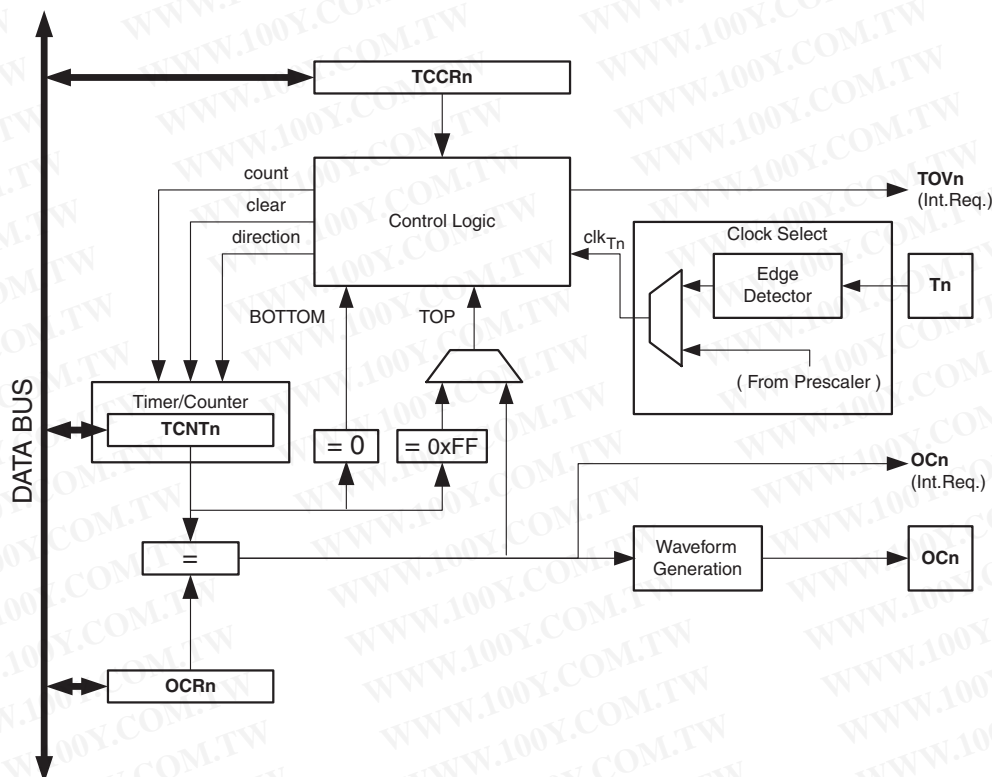 TCCRn
count
clear
direction
Control Logic
TOVn
(Int.Req.)
clkTn
Clock Select
Edge
Detector
Tn
BOTTOM
TOP
( From Prescaler )
Timer/Counter
TCNTn
= 0
= 0xFF
DATA BUS
OCn
(Int.Req.)
=
Waveform
Generation
OCn
OCRn
WWW.100Y.COM.TW